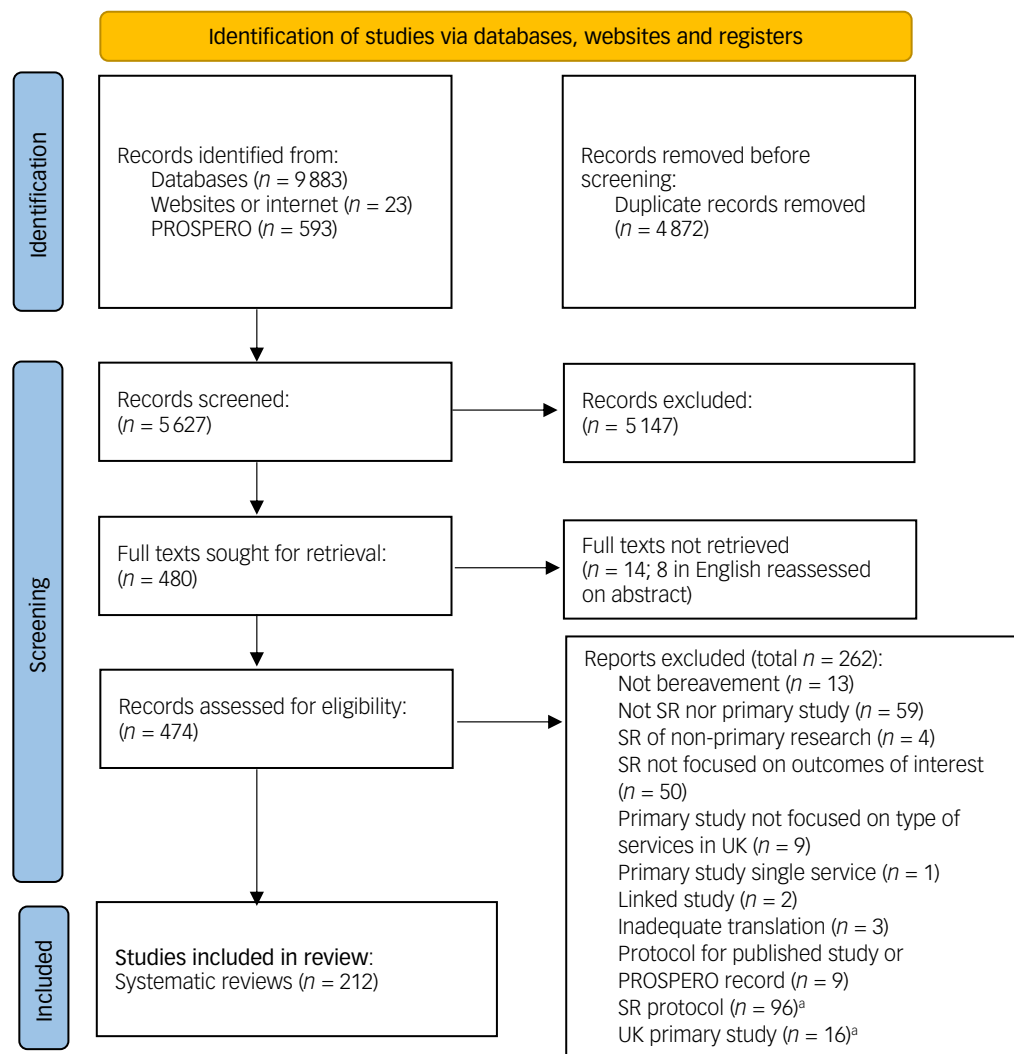 Identification of studies via databases, websites and registers
Identification
Records identified from:
Databases (n = 9 883)
Websites or internet (n = 23)
PROSPERO (n = 593)
Records removed before
screening:
Duplicate records removed
(n = 4 872)
Screening
Records screened:
(n = 5 627)
Records excluded:
(n = 5 147)
Full texts sought for retrieval:
(n = 480)
Full texts not retrieved
(n = 14; 8 in English reassessed
on abstract)
Records assessed for eligibility:
(n = 474)
Reports excluded (total n = 262):
Not bereavement (n = 13)
Not SR nor primary study (n = 59)
SR of non-primary research (n = 4)
SR not focused on outcomes of interest
(n = 50)
Primary study not focused on type of
services in UK (n = 9)
Primary study single service (n = 1)
Linked study (n = 2)
Inadequate translation (n = 3)
Protocol for published study or
PROSPERO record (n = 9)
SR protocol (n = 96)ᵃ
UK primary study (n = 16)ᵃ
Included
Studies included in review:
Systematic reviews (n = 212)